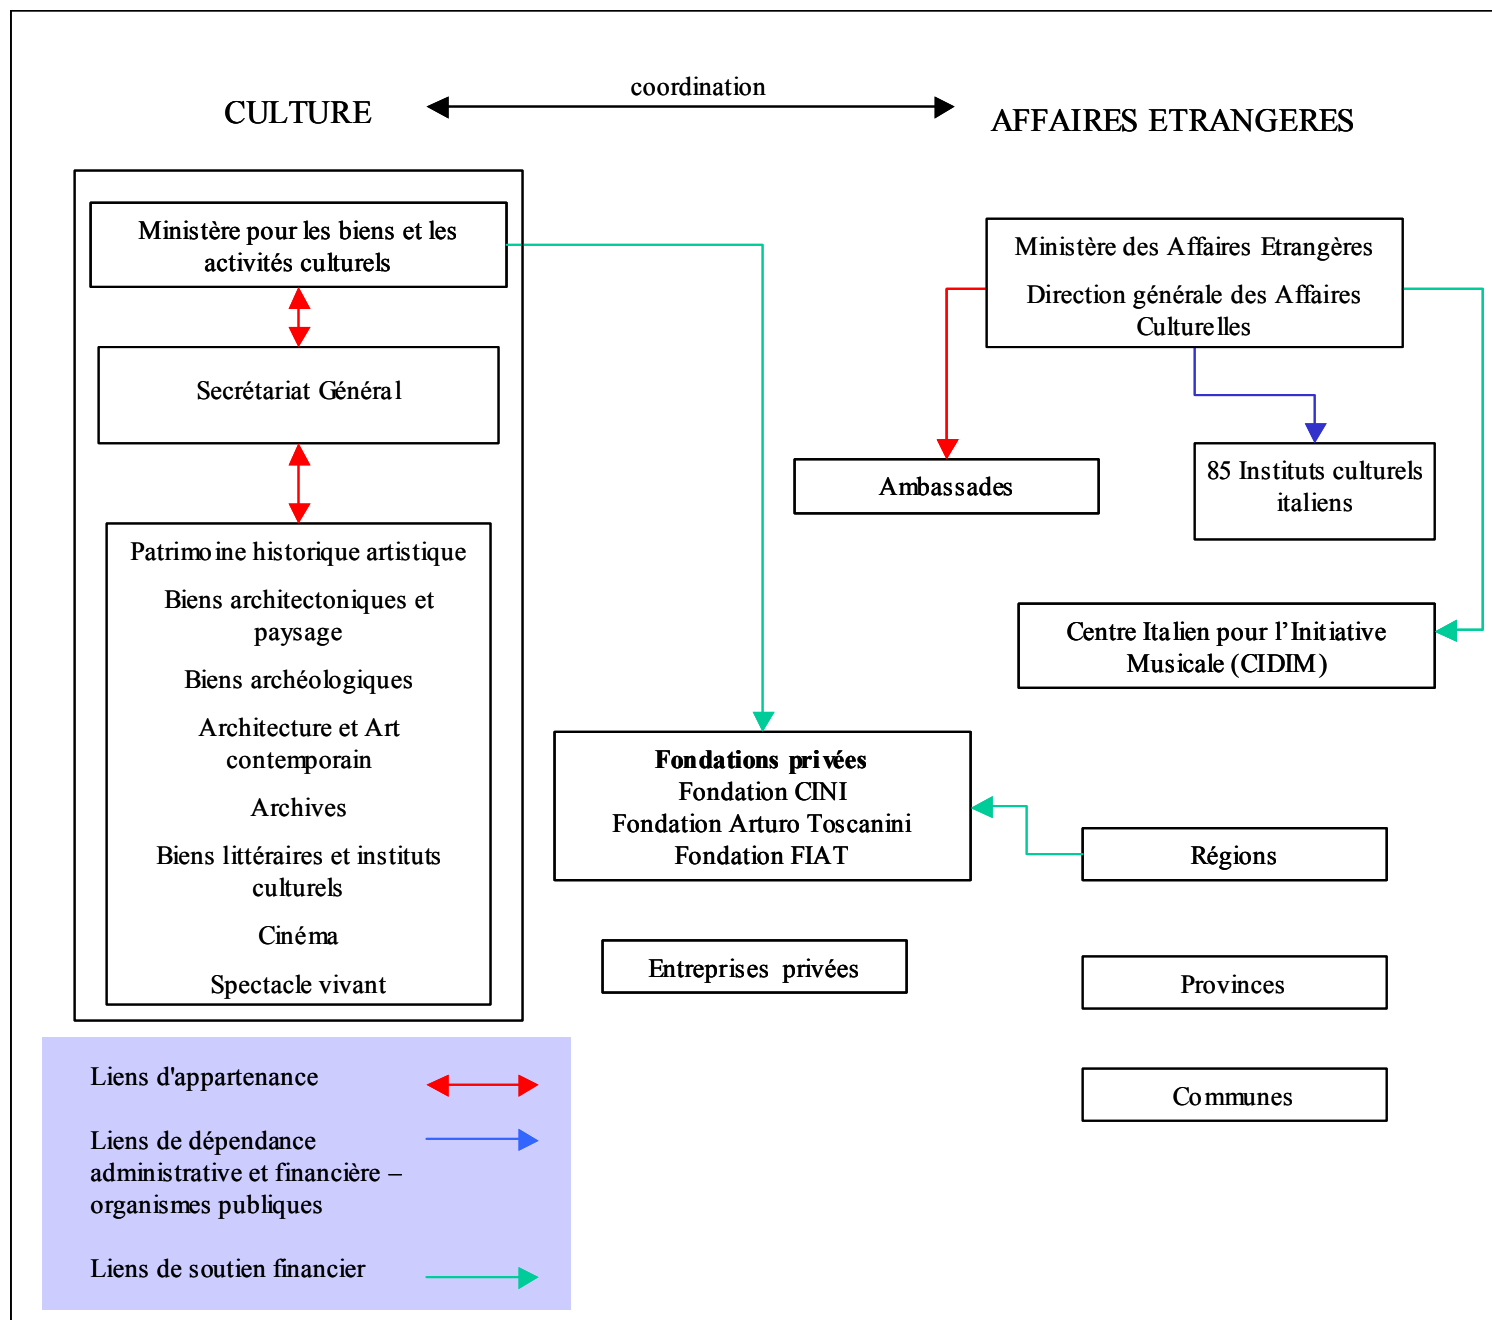 coordination
CULTURE
AFFAIRES ETRANGERES
Ministère pour les biens et les
activités culturels
Secrétariat Général
Patrimoine historique artistique
Biens architectoniques et
paysage
Biens archéologiques
Architecture et Art
contemporain
Archives
Biens littéraires et instituts
culturels
Cinéma
Spectacle vivant
Ministère des Affaires Etrangères
Direction générale des Affaires
Culturelles
Ambassades
85 Instituts culturels
italiens
Centre Italien pour l’Initiative
Musicale (CIDIM)
Fondations privées
Fondation CINI
Fondation Arturo Toscanini
Fondation FIAT
Entreprises privées
Régions
Provinces
Communes
Liens d'appartenance
Liens de dépendance
administrative et financière –
organismes publiques
Liens de soutien financier